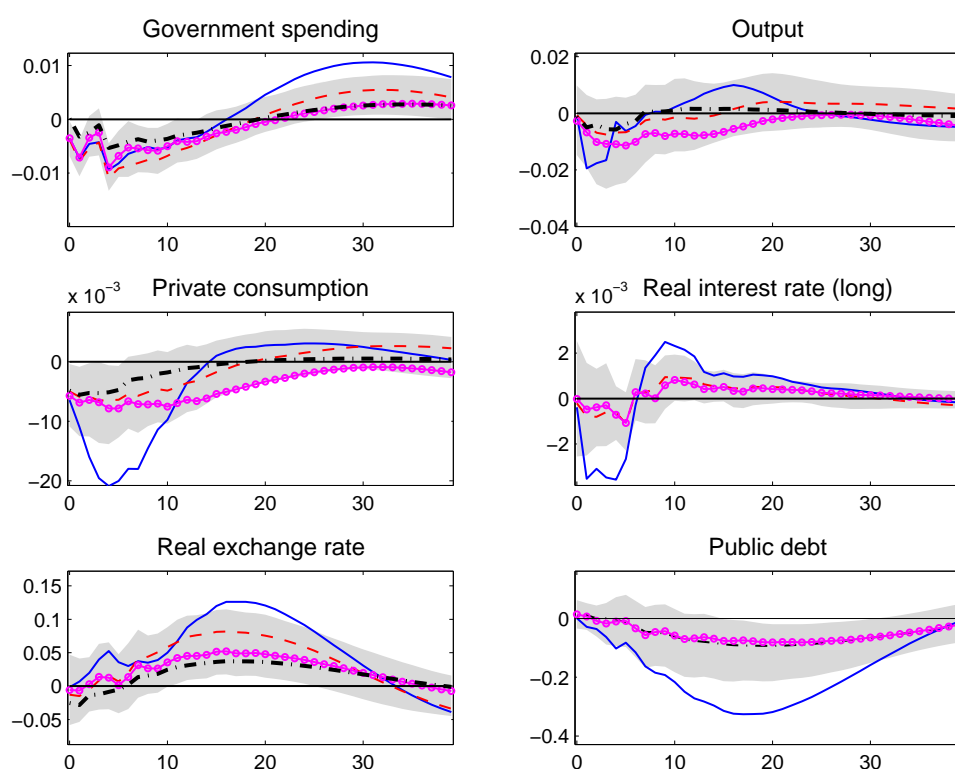 Government spending
0.01
0
−0.01
0 10 20 30
Output
0.02
0
−0.02
−0.04
0 10 20 30
x 10⁻³ Private consumption
0
−10
−20
0 10 20 30
x 10⁻³ Real interest rate (long)
2
0
−2
0 10 20 30
Real exchange rate
0.15
0.1
0.05
0
−0.05
0 10 20 30
Public debt
0
−0.2
−0.4
0 10 20 30